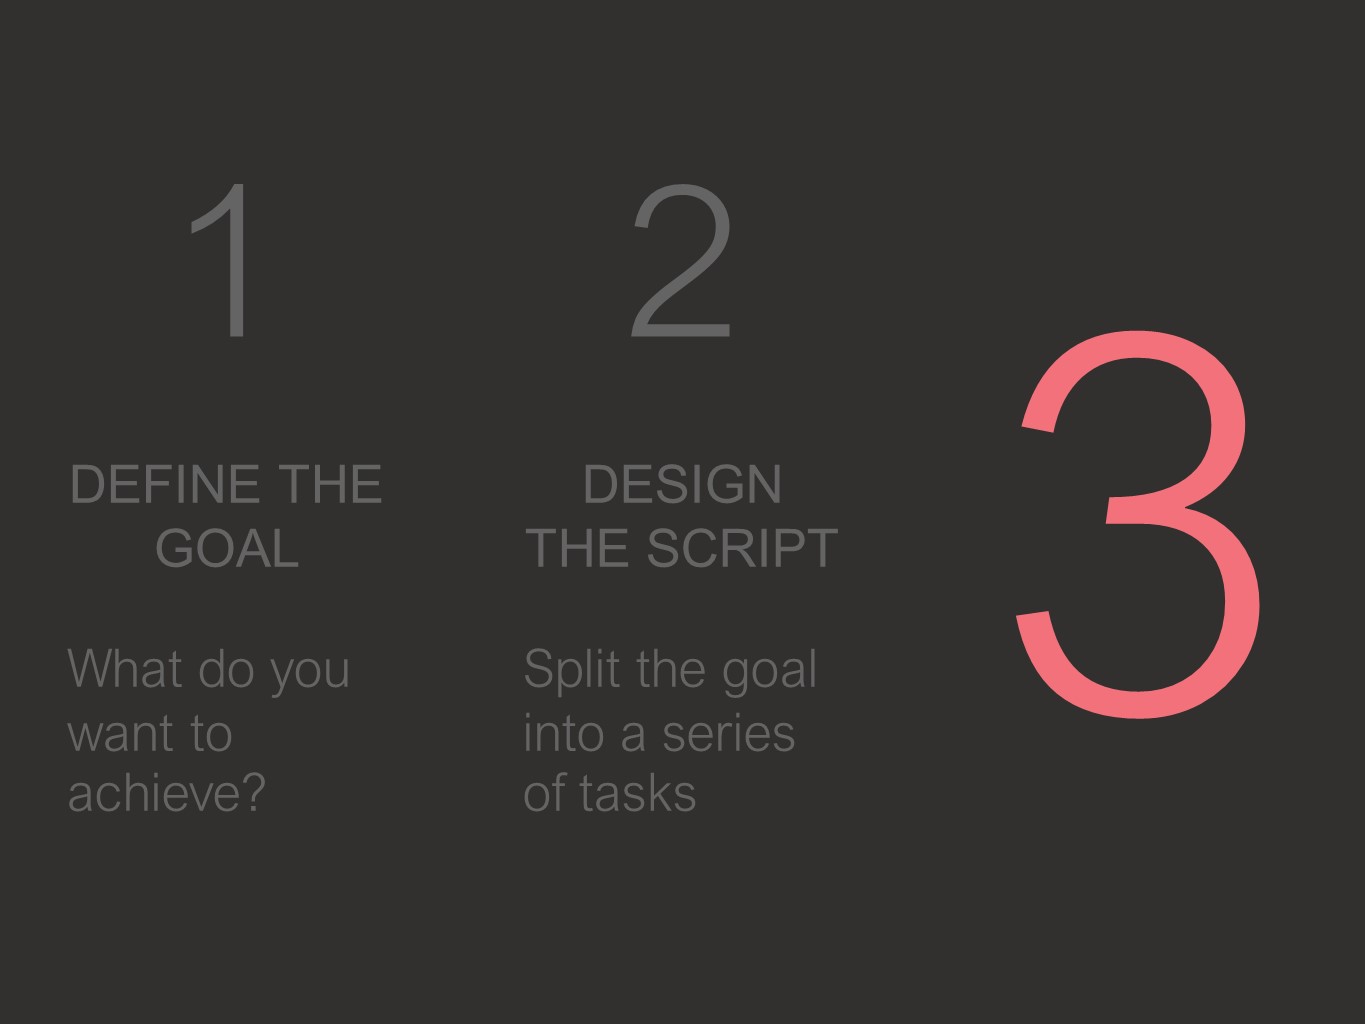 1
DEFINE THE
GOAL
What do you
want to
achieve?
2
DESIGN
THE SCRIPT
Split the goal
into a series
of tasks
3